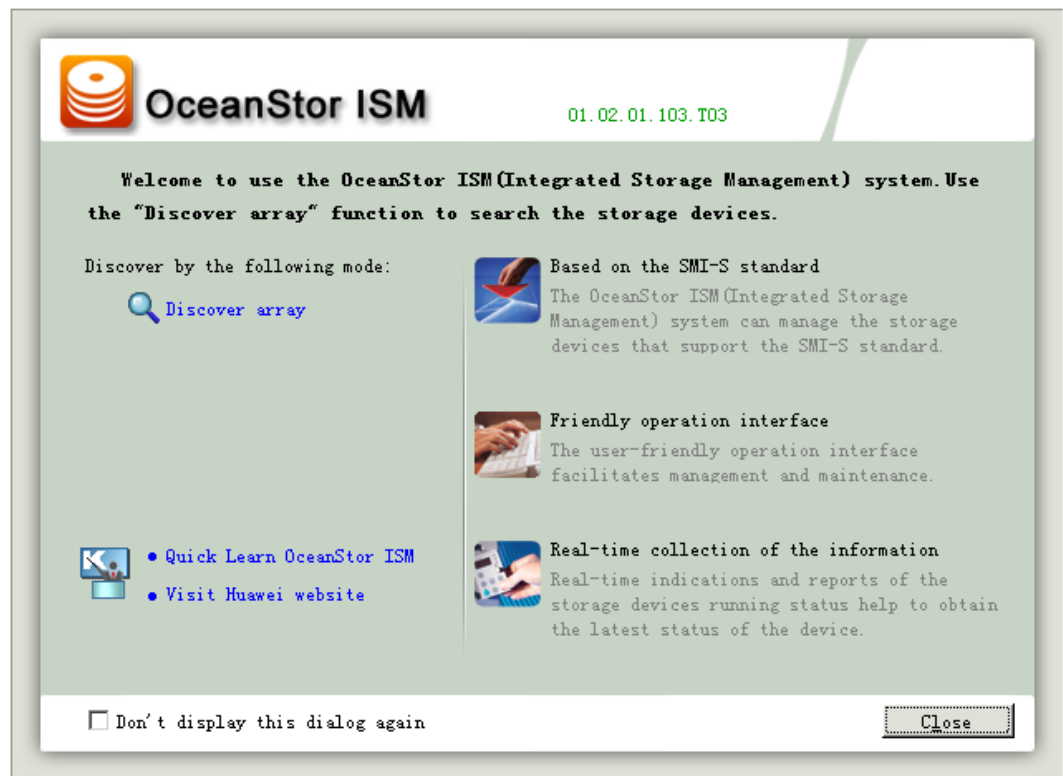 OceanStor ISM
01.02.01.103.T03
Welcome to use the OceanStor ISM(Integrated Storage Management) system.Use
the "Discover array" function to search the storage devices.
Discover by the following mode:
Discover array
Quick Learn OceanStor ISM
Visit Huawei website
Based on the SMI-S standard
The OceanStor ISM(Integrated Storage
Management) system can manage the storage
devices that support the SMI-S standard.
Friendly operation interface
The user-friendly operation interface
facilitates management and maintenance.
Real-time collection of the information
Real-time indications and reports of the
storage devices running status help to obtain
the latest status of the device.
Don't display this dialog again
Close